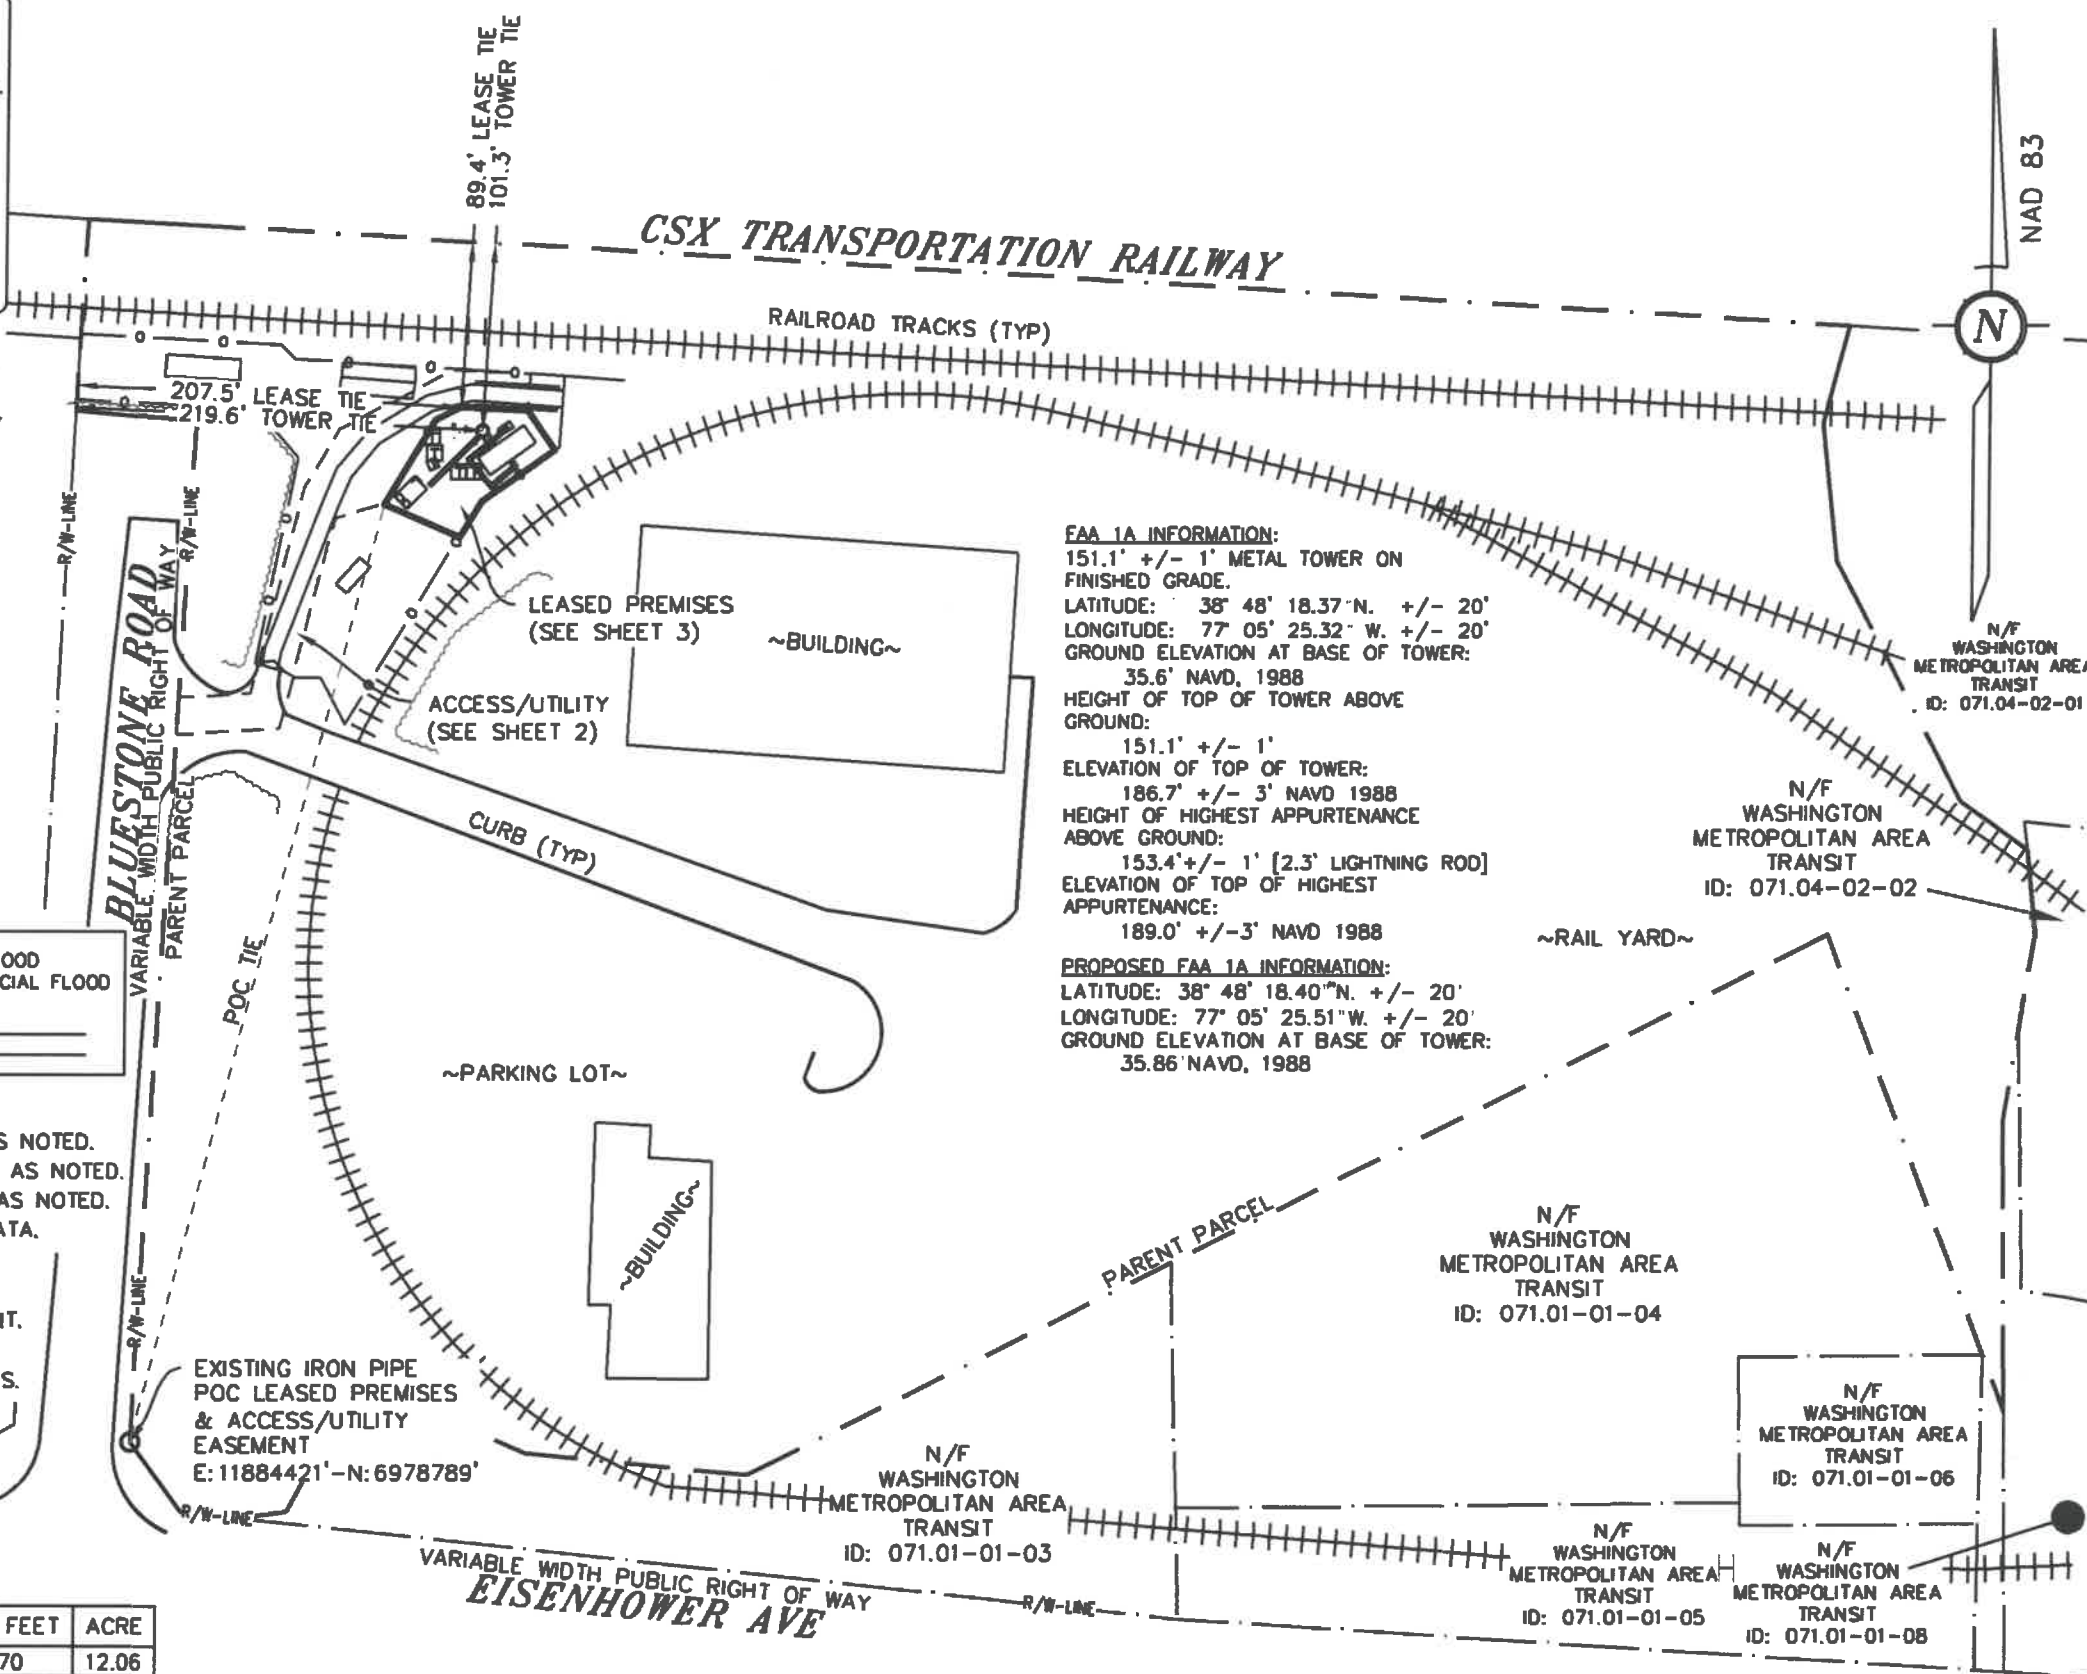 89.4' LEASE TIE
101.3' TOWER TIE
NAD 83
N
CSX TRANSPORTATION RAILWAY
RAILROAD TRACKS (TYP)
207.5' LEASE TIE
219.6' TOWER TIE
R/W-LINE
R/W-LINE
BLUESTONE ROAD
VARIABLE WIDTH PUBLIC RIGHT OF WAY
PARENT PARCEL
LEASED PREMISES
(SEE SHEET 3)
~BUILDING~
ACCESS/UTILITY
(SEE SHEET 2)
CURB (TYP)
POC TIE
FAA 1A INFORMATION:
151.1' +/- 1' METAL TOWER ON
FINISHED GRADE.
LATITUDE: 38° 48' 18.37"N. +/- 20'
LONGITUDE: 77° 05' 25.32" W. +/- 20'
GROUND ELEVATION AT BASE OF TOWER:
35.6' NAVD, 1988
HEIGHT OF TOP OF TOWER ABOVE
GROUND:
151.1' +/- 1'
ELEVATION OF TOP OF TOWER:
186.7' +/- 3' NAVD 1988
HEIGHT OF HIGHEST APPURTENANCE
ABOVE GROUND:
153.4'+/- 1' [2.3' LIGHTNING ROD]
ELEVATION OF TOP OF HIGHEST
APPURTENANCE:
189.0' +/-3' NAVD 1988
PROPOSED FAA 1A INFORMATION:
LATITUDE: 38° 48' 18.40"N. +/- 20'
LONGITUDE: 77° 05' 25.51"W. +/- 20'
GROUND ELEVATION AT BASE OF TOWER:
35.86'NAVD, 1988
N/F
WASHINGTON
METROPOLITAN AREA
TRANSIT
ID: 071.04-02-01
N/F
WASHINGTON
METROPOLITAN AREA
TRANSIT
ID: 071.04-02-02
~RAIL YARD~
OOD
CIAL FLOOD
~PARKING LOT~
S NOTED.
AS NOTED.
AS NOTED.
ATA.
IT.
S.
~BUILDING~
PARENT PARCEL
N/F
WASHINGTON
METROPOLITAN AREA
TRANSIT
ID: 071.01-01-04
R/W-LINE
EXISTING IRON PIPE
POC LEASED PREMISES
& ACCESS/UTILITY
EASEMENT
E:11884421'-N:6978789'
R/W-LINE
N/F
WASHINGTON
METROPOLITAN AREA
TRANSIT
ID: 071.01-01-03
N/F
WASHINGTON
METROPOLITAN AREA
TRANSIT
ID: 071.01-01-06
N/F
WASHINGTON
METROPOLITAN AREA
TRANSIT
ID: 071.01-01-05
N/F
WASHINGTON
METROPOLITAN AREA
TRANSIT
ID: 071.01-01-08
VARIABLE WIDTH PUBLIC RIGHT OF WAY
EISENHOWER AVE
R/W-LINE
FEET ACRE
70 12.06